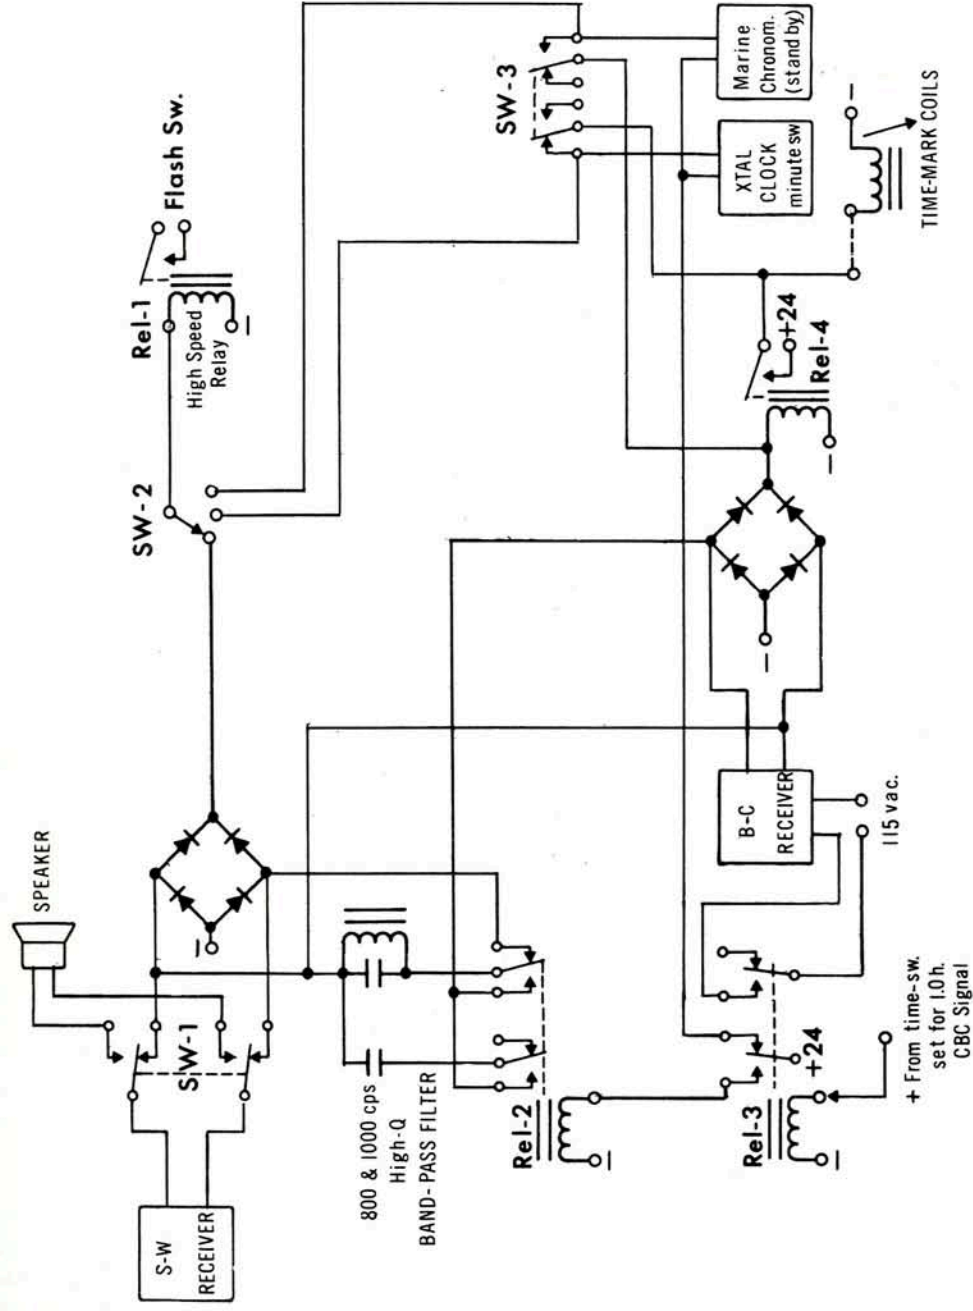 S-W
RECEIVER
SPEAKER
SW-1
800 & 1000 cps
High-Q
BAND-PASS FILTER
SW-2
Rel-1
High Speed
Relay
Flash Sw.
SW-3
Rel-2
Rel-3
+24
+ From time-sw.
set for 1.0 h.
CBC Signal
B-C
RECEIVER
115 vac.
Rel-4
+24
XTAL
CLOCK
minute sw
Marine
Chronom.
(stand by)
TIME-MARK COILS